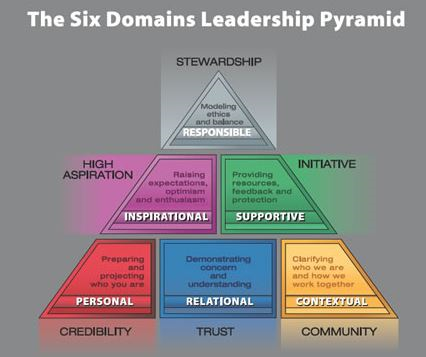 The Six Domains Leadership Pyramid
STEWARDSHIP
Modeling
ethics
and balance
RESPONSIBLE
HIGH
ASPIRATION
Raising
expectations,
optimism
and enthusiasm
INSPIRATIONAL
Providing
resources,
feedback and
protection
SUPPORTIVE
INITIATIVE
Preparing
and
projecting
who you are
PERSONAL
Demonstrating
concern
and
understanding
RELATIONAL
Clarifying
who we are
and how we
work together
CONTEXTUAL
CREDIBILITY
TRUST
COMMUNITY